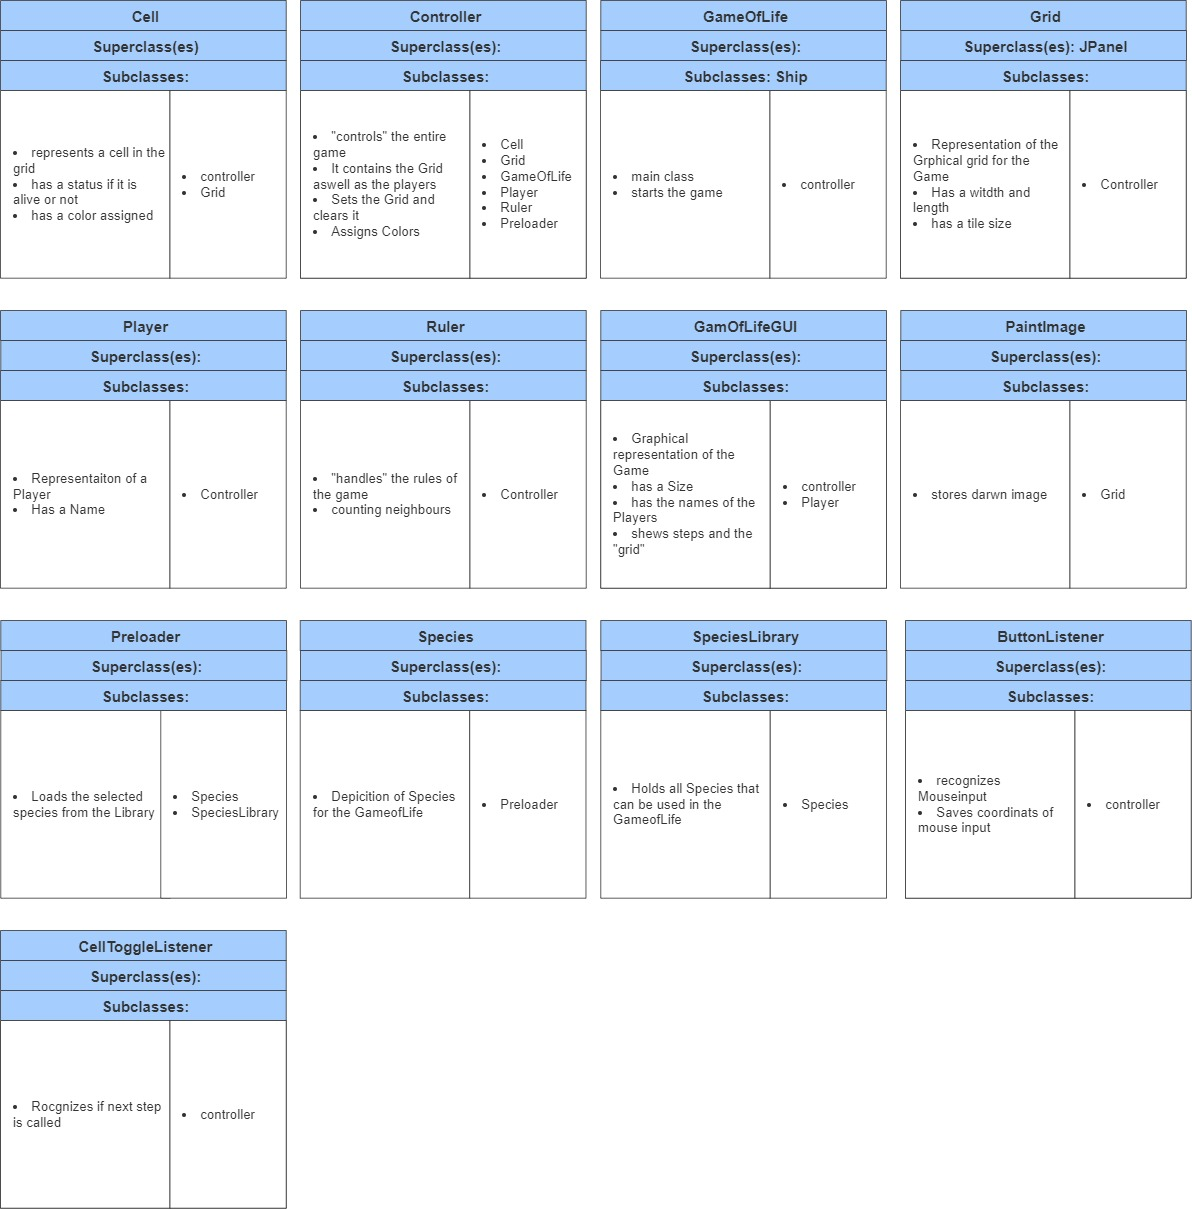 Cell
Superclass(es)
Subclasses:
• represents a cell in the
grid
• has a status if it is
alive or not
• has a color assigned
• controller
• Grid
Controller
Superclass(es):
Subclasses:
• "controls" the entire
game
• It contains the Grid
aswell as the players
• Sets the Grid and
clears it
• Assigns Colors
• Cell
• Grid
• GameOfLife
• Player
• Ruler
• Preloader
GameOfLife
Superclass(es):
Subclasses: Ship
• main class
• starts the game
• controller
Grid
Superclass(es): JPanel
Subclasses:
• Representation of the
Grphical grid for the
Game
• Has a witdth and
length
• has a tile size
• Controller
Player
Superclass(es):
Subclasses:
• Representaiton of a
Player
• Has a Name
• Controller
Ruler
Superclass(es):
Subclasses:
• "handles" the rules of
the game
• counting neighbours
• Controller
GamOfLifeGUI
Superclass(es):
Subclasses:
• Graphical
representation of the
Game
• has a Size
• has the names of the
Players
• shews steps and the
"grid"
• controller
• Player
PaintImage
Superclass(es):
Subclasses:
• stores darwn image
• Grid
Preloader
Superclass(es):
Subclasses:
• Loads the selected
species from the Library
• Species
• SpeciesLibrary
Species
Superclass(es):
Subclasses:
• Depicition of Species
for the GameofLife
• Preloader
SpeciesLibrary
Superclass(es):
Subclasses:
• Holds all Species that
can be used in the
GameofLife
• Species
ButtonListener
Superclass(es):
Subclasses:
• recognizes
Mouseinput
• Saves coordinats of
mouse input
• controller
CellToggleListener
Superclass(es):
Subclasses:
• Rocgnizes if next step
is called
• controller